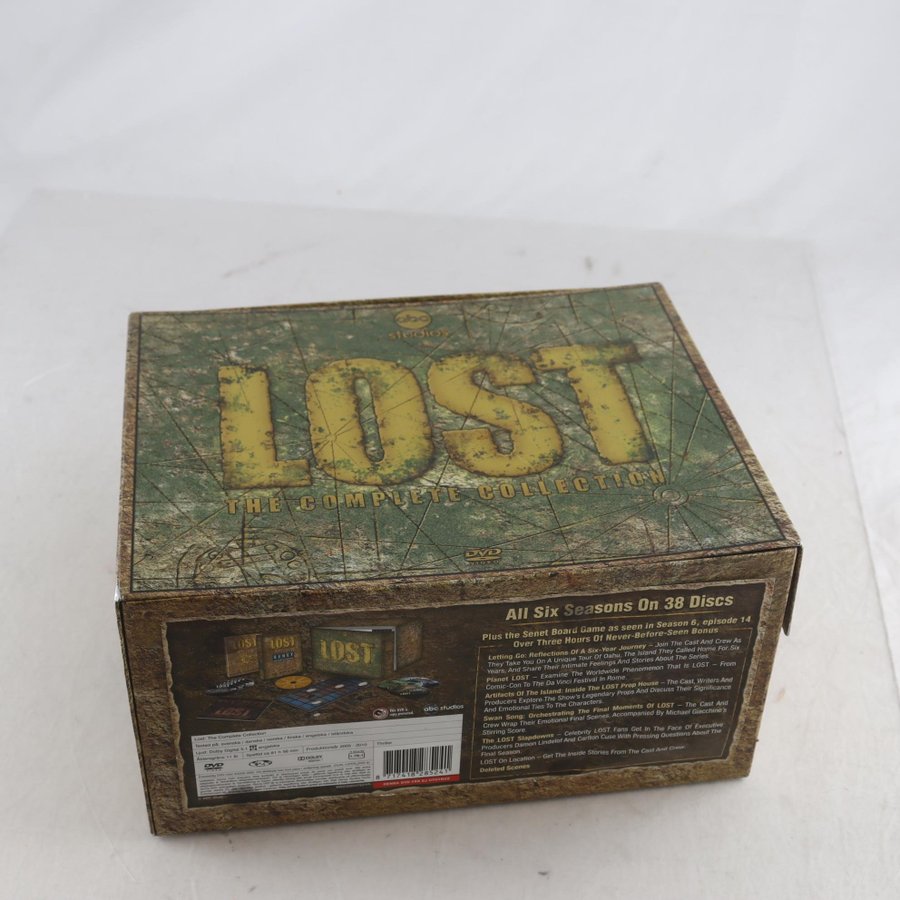 abc
studios
LOST
THE COMPLETE COLLECTION
DVD
All Six Seasons On 38 Discs
Plus the Senet Board Game as seen in Season 6, episode 14
Over Three Hours Of Never-Before-Seen Bonus
Letting Go: Reflections Of A Six-Year Journey – Join The Cast And Crew As
They Take You On A Unique Tour Of Oahu, The Island They Called Home For Six
Years, And Share Their Intimate Feelings And Stories About The Series.
Planet LOST – Examine The Worldwide Phenomenon That Is LOST – From
Comic-Con To The Da Vinci Festival In Rome
Artifacts Of The Island: Inside The LOST Prop House – The Cast, Writers And
Producers Explore The Show's Legendary Props And Discuss Their Significance
And Emotional Ties To The Characters.
Swan Song: Orchestrating The Final Moments Of LOST – The Cast And
Crew Wrap Their Emotional Final Scenes, Accompanised By Michael Giacchino's
Stirring Score.
The LOST Slapdowns – Celebrity LOST Fans Get In The Face Of Executive
Producers Damon Lindelof And Carlton Cuse With Pressing Questions About The
Final Season.
LOST On Location – Get The Inside Stories From The Cast And Crew
Deleted Scenes
LOST
LOST
LOST
abc studios
Lost: The Complete Collection
Thriller
DVD
DOLBY
8 717418 285241